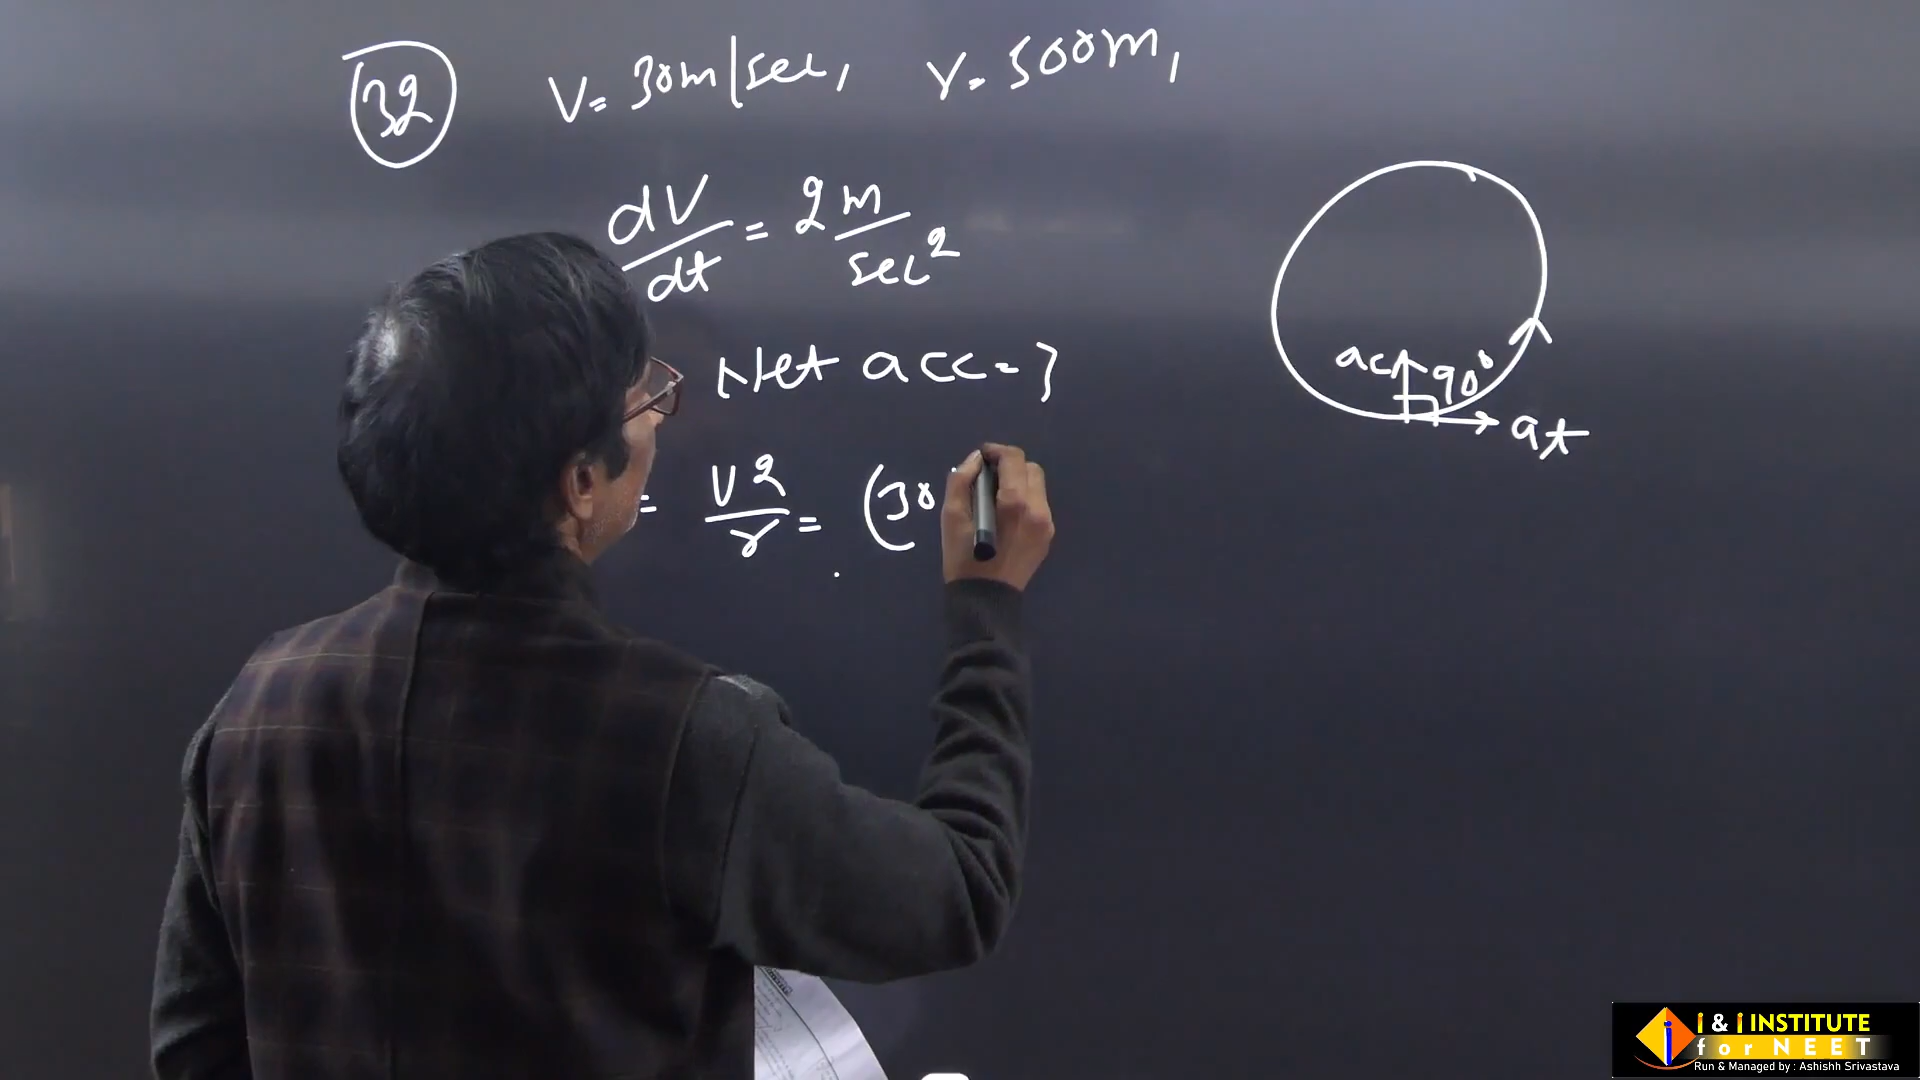 32 V = 30m/sec, r = 500m,
dV/dt = 2 m/sec²
Net acc = ?
= V²/r = (30
ac 90° at
i & i INSTITUTE
for NEET
Run & Managed by : Ashishh Srivastava